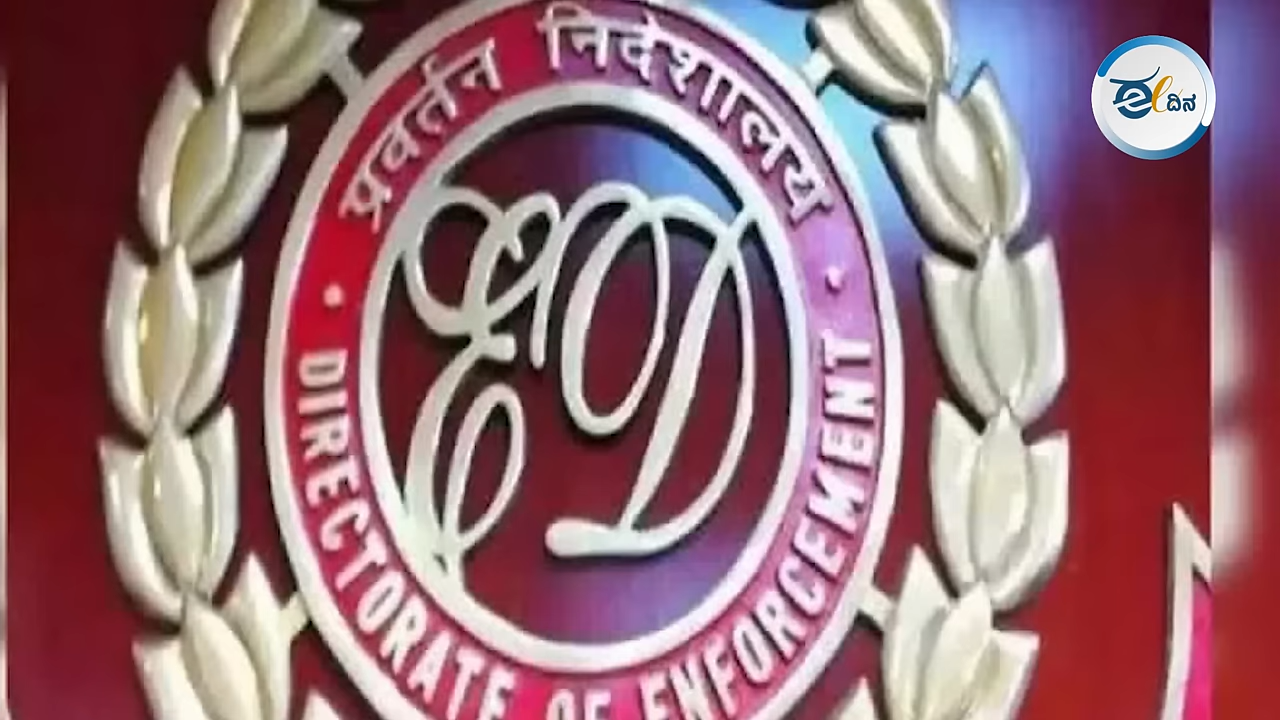 प्रवर्तन निदेशालय
ED
DIRECTORATE OF ENFORCEMENT
ಈ ದಿನ